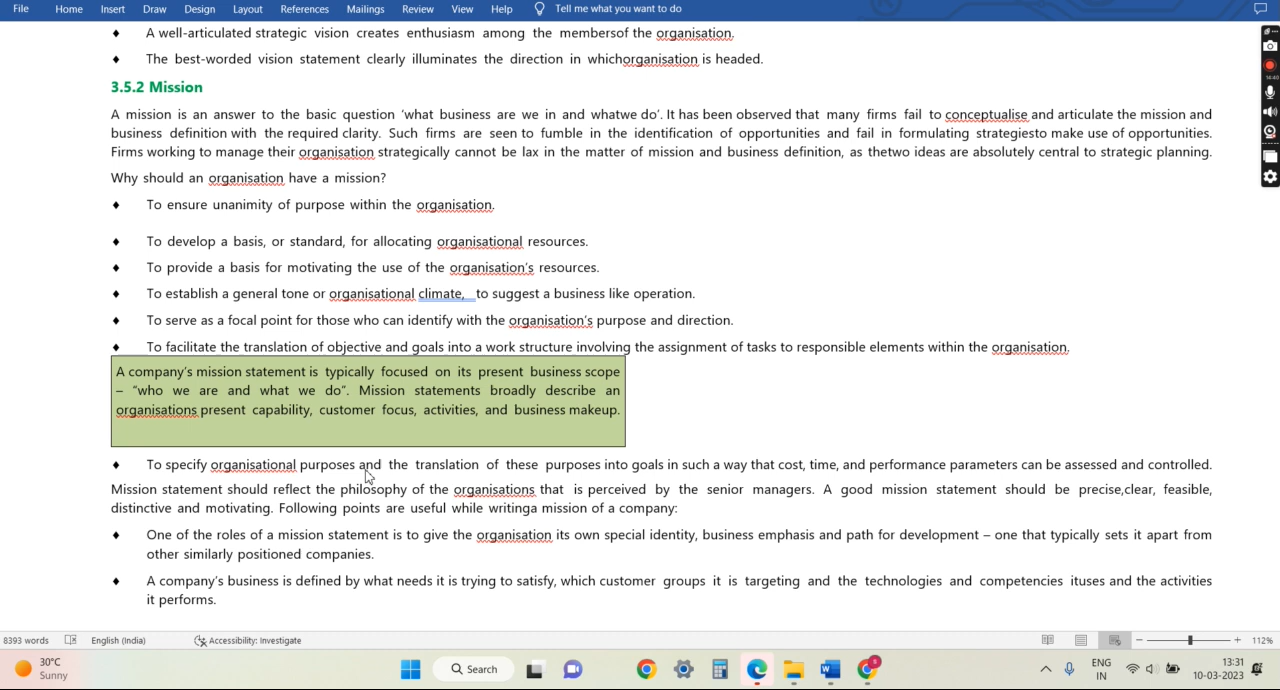 File Home Insert Draw Design Layout References Mailings Review View Help Tell me what you want to do
♦ A well-articulated strategic vision creates enthusiasm among the membersof the organisation.
♦ The best-worded vision statement clearly illuminates the direction in whichorganisation is headed.
3.5.2 Mission
A mission is an answer to the basic question ‘what business are we in and whatwe do’. It has been observed that many firms fail to conceptualise and articulate the mission and
business definition with the required clarity. Such firms are seen to fumble in the identification of opportunities and fail in formulating strategiesto make use of opportunities.
Firms working to manage their organisation strategically cannot be lax in the matter of mission and business definition, as thetwo ideas are absolutely central to strategic planning.
Why should an organisation have a mission?
♦ To ensure unanimity of purpose within the organisation.
♦ To develop a basis, or standard, for allocating organisational resources.
♦ To provide a basis for motivating the use of the organisation’s resources.
♦ To establish a general tone or organisational climate, to suggest a business like operation.
♦ To serve as a focal point for those who can identify with the organisation’s purpose and direction.
♦ To facilitate the translation of objective and goals into a work structure involving the assignment of tasks to responsible elements within the organisation.
A company’s mission statement is typically focused on its present business scope
– “who we are and what we do”. Mission statements broadly describe an
organisations present capability, customer focus, activities, and business makeup.
♦ To specify organisational purposes and the translation of these purposes into goals in such a way that cost, time, and performance parameters can be assessed and controlled.
Mission statement should reflect the philosophy of the organisations that is perceived by the senior managers. A good mission statement should be precise,clear, feasible,
distinctive and motivating. Following points are useful while writinga mission of a company:
♦ One of the roles of a mission statement is to give the organisation its own special identity, business emphasis and path for development – one that typically sets it apart from
other similarly positioned companies.
♦ A company’s business is defined by what needs it is trying to satisfy, which customer groups it is targeting and the technologies and competencies ituses and the activities
it performs.
8393 words English (India) Accessibility: Investigate 112%
30°C
Sunny
Search
ENG
IN
13:31
10-03-2023